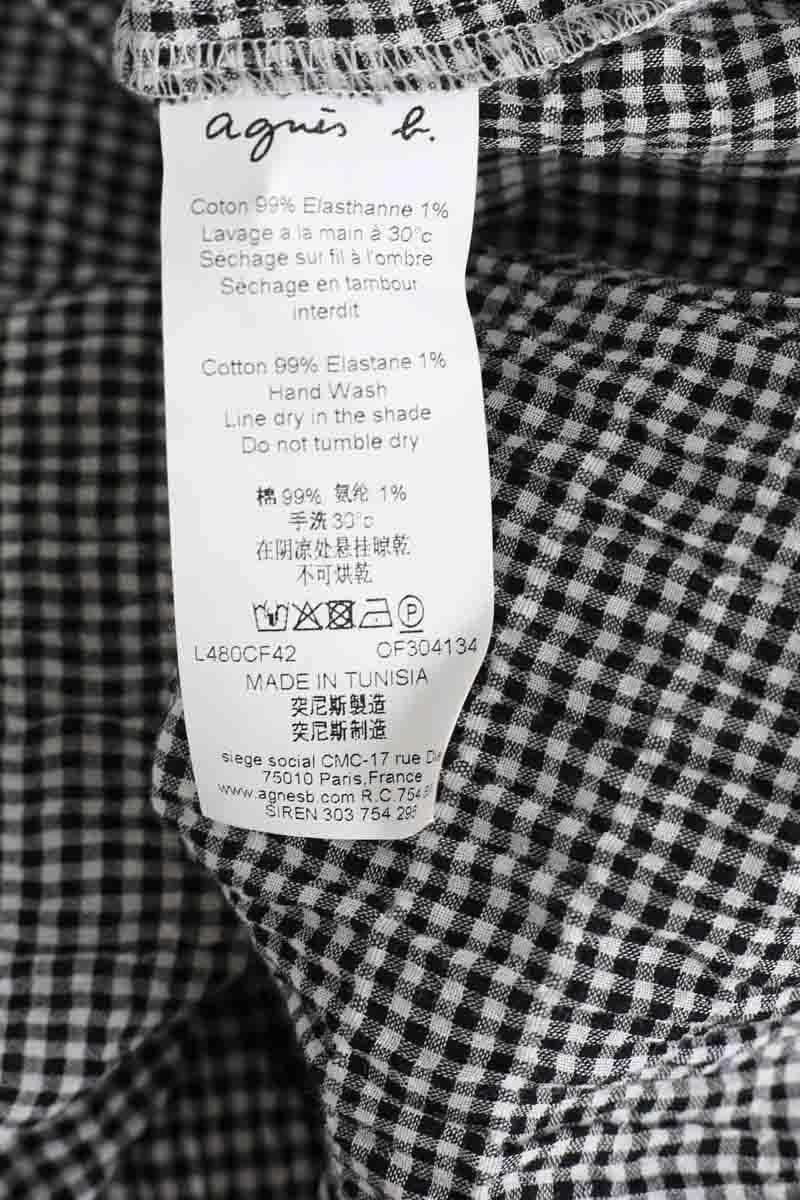 agnès b.
Coton 99% Elasthanne 1%
Lavage a la main à 30°c
Séchage sur fil à l'ombre
Séchage en tambour
interdit
Cotton 99% Elastane 1%
Hand Wash
Line dry in the shade
Do not tumble dry
棉 99% 氨纶 1%
手洗 30°c
在阴凉处悬挂晾乾
不可烘乾
P
L480CF42 OF304134
MADE IN TUNISIA
突尼斯製造
突尼斯制造
siege social CMC-17 rue
75010 Paris,France
www.agnesb.com R.C.754
SIREN 303 754 295